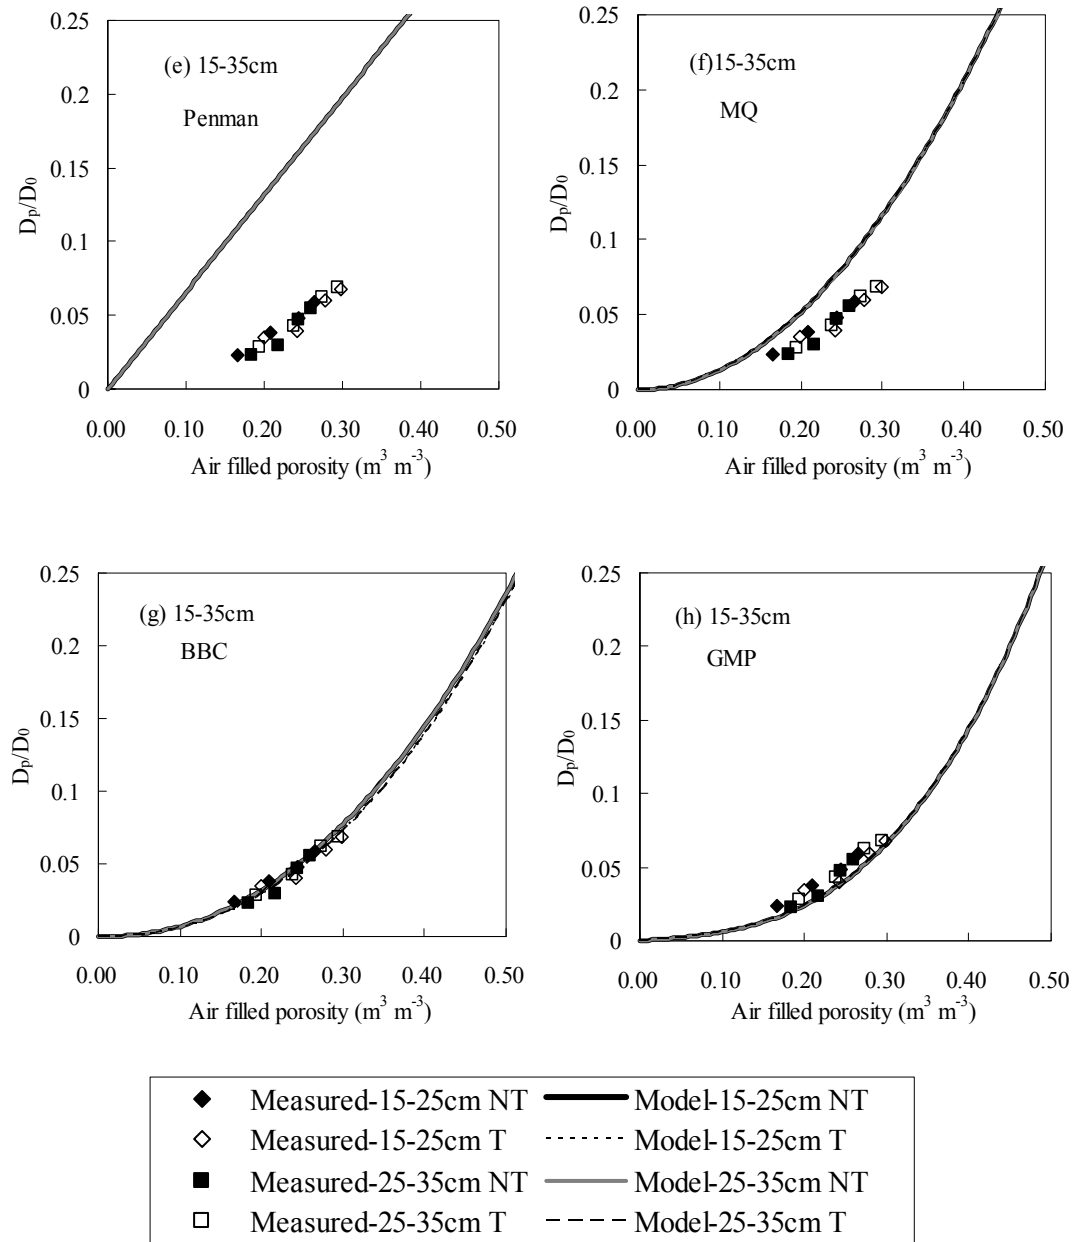 0.25
0.2
0.15
0.1
0.05
0
(e) 15-35cm
Penman
Dp/D0
0.00 0.10 0.20 0.30 0.40 0.50
Air filled porosity (m³ m⁻³)
0.25
0.2
0.15
0.1
0.05
0
(f)15-35cm
MQ
Dp/D0
0.00 0.10 0.20 0.30 0.40 0.50
Air filled porosity (m³ m⁻³)
0.25
0.2
0.15
0.1
0.05
0
(g) 15-35cm
BBC
Dp/D0
0.00 0.10 0.20 0.30 0.40 0.50
Air filled porosity (m³ m⁻³)
0.25
0.2
0.15
0.1
0.05
0
(h) 15-35cm
GMP
Dp/D0
0.00 0.10 0.20 0.30 0.40 0.50
Air filled porosity (m³ m⁻³)
Measured-15-25cm NT Model-15-25cm NT
Measured-15-25cm T Model-15-25cm T
Measured-25-35cm NT Model-25-35cm NT
Measured-25-35cm T Model-25-35cm T